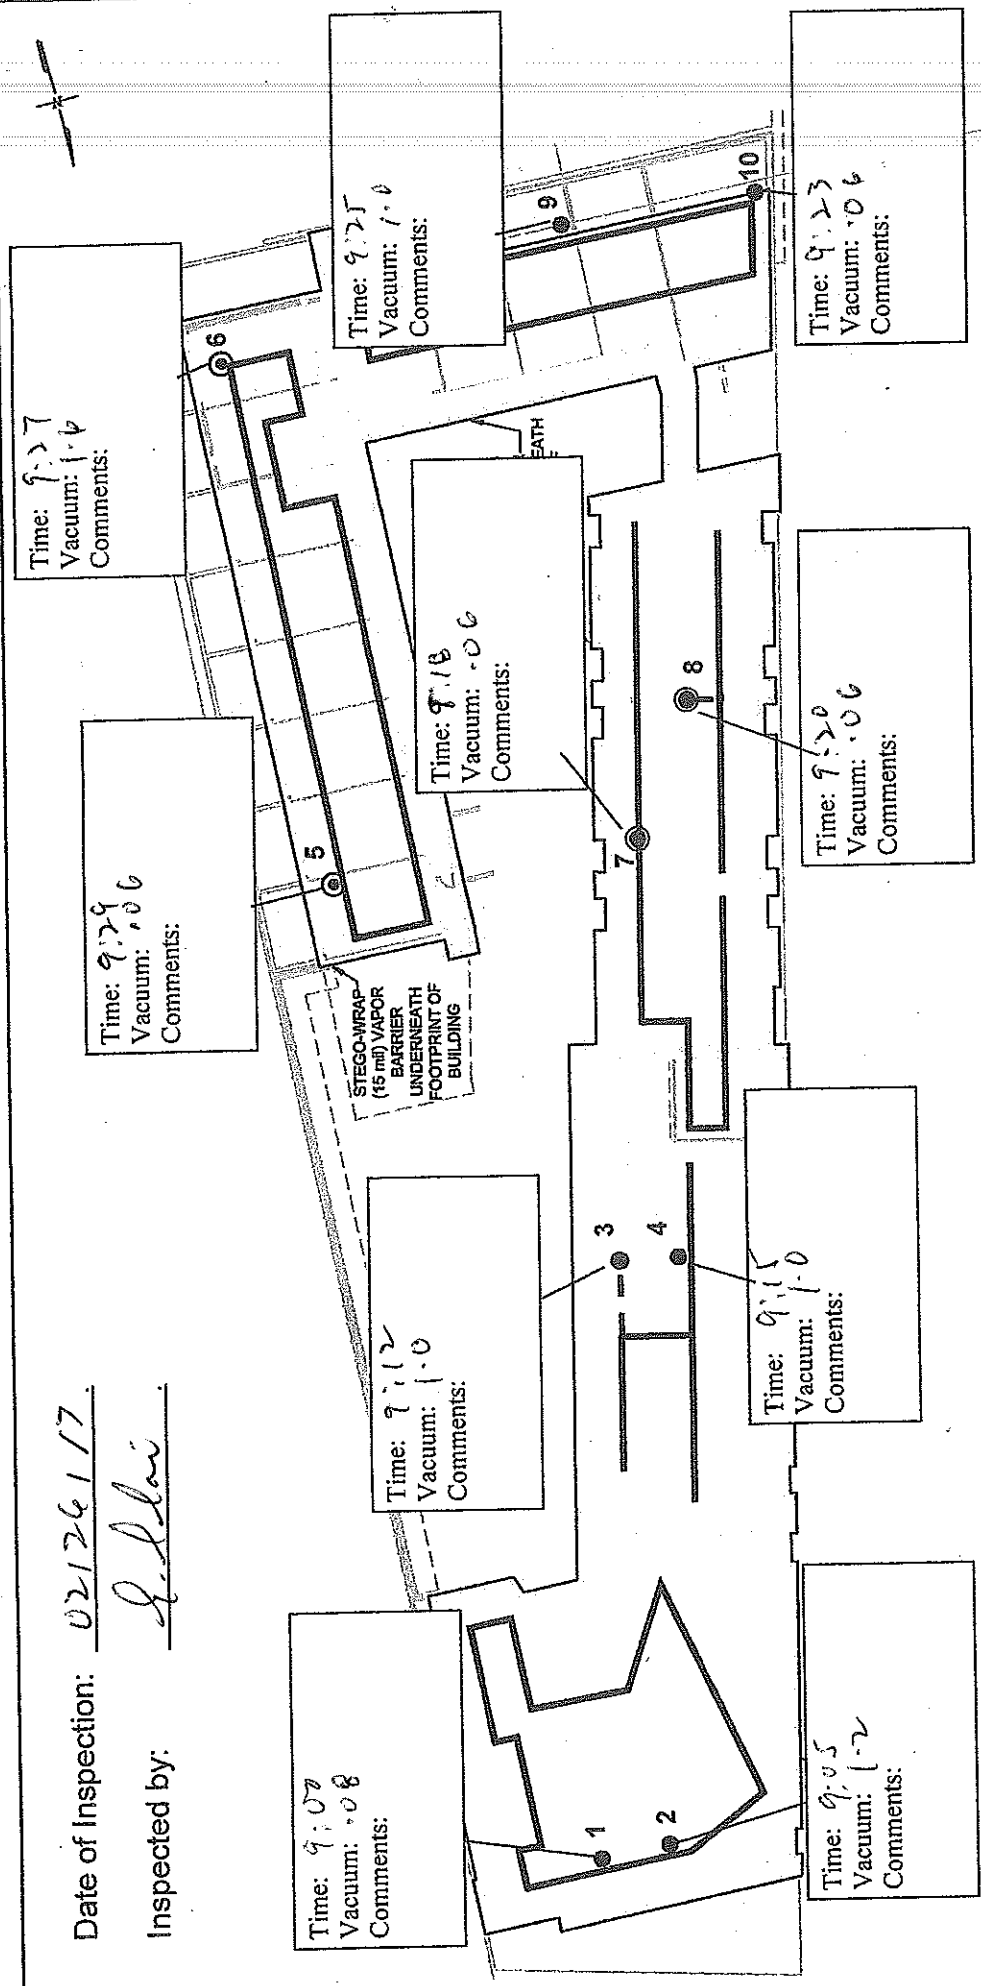 Date of Inspection: 02/26/17
Inspected by:
Time: 9:00
Vacuum: .08
Comments:
1
Time: 9:05
Vacuum: 1.2
Comments:
2
Time: 9:12
Vacuum: 1.0
Comments:
3
Time: 9:15
Vacuum: 1.0
Comments:
4
Time: 9:29
Vacuum: .06
Comments:
5
STEGO-WRAP
(15 mil) VAPOR
BARRIER
UNDERNEATH
FOOTPRINT OF
BUILDING
Time: 9:27
Vacuum: 1.6
Comments:
6
Time: 9:18
Vacuum: .06
Comments:
7
EATH
Time: 9:20
Vacuum: .06
Comments:
8
Time: 9:25
Vacuum: 1.0
Comments:
9
Time: 9:23
Vacuum: .06
Comments:
10